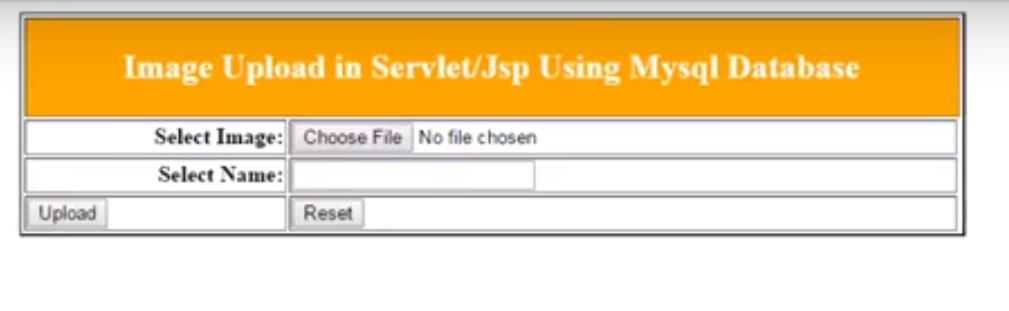 Image Upload in Servlet/Jsp Using Mysql Database
Select Image: Choose File No file chosen
Select Name:
Upload Reset